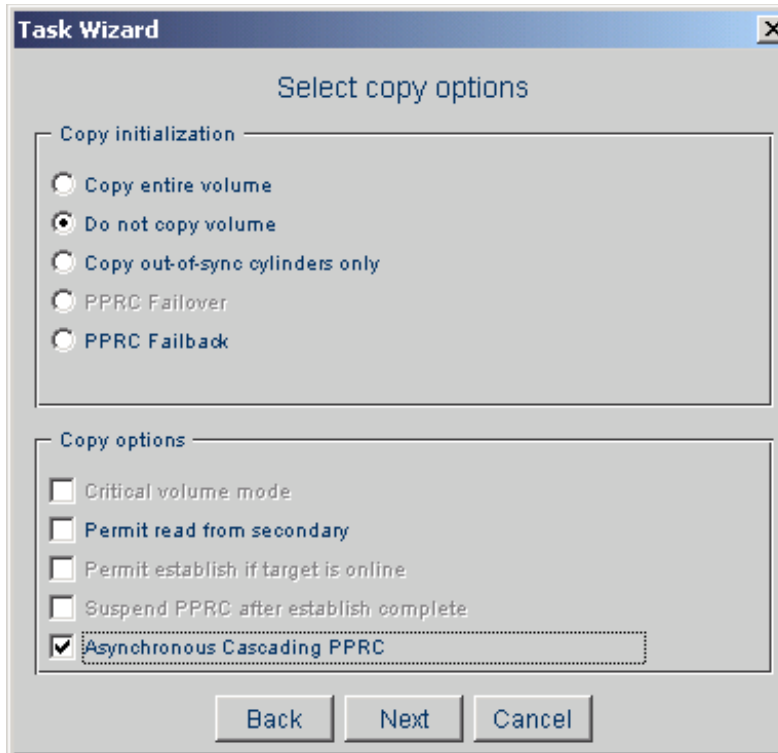 Task Wizard
Select copy options
Copy initialization
Copy entire volume
Do not copy volume
Copy out-of-sync cylinders only
PPRC Failover
PPRC Failback
Copy options
Critical volume mode
Permit read from secondary
Permit establish if target is online
Suspend PPRC after establish complete
Asynchronous Cascading PPRC
Back Next Cancel